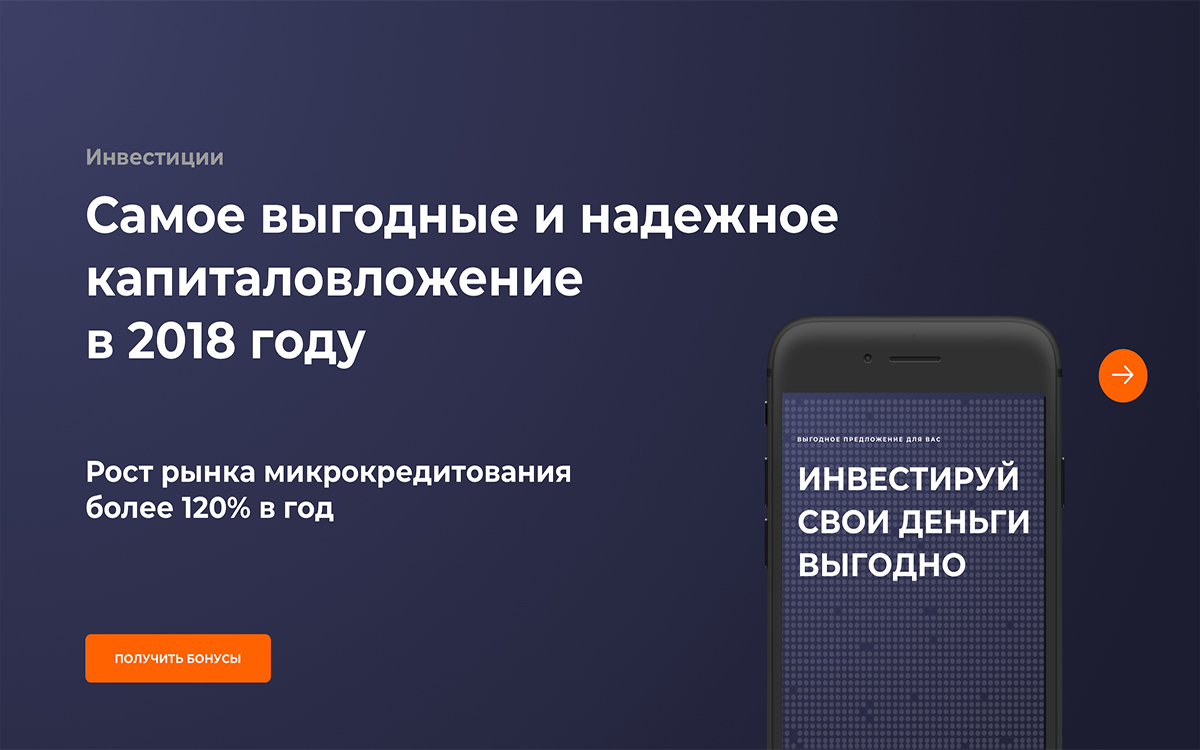 Инвестиции
Самое выгодные и надежное
капиталовложение
в 2018 году
Рост рынка микрокредитования
более 120% в год
ПОЛУЧИТЬ БОНУСЫ
ВЫГОДНОЕ ПРЕДЛОЖЕНИЕ ДЛЯ ВАС
ИНВЕСТИРУЙ
СВОИ ДЕНЬГИ
ВЫГОДНО